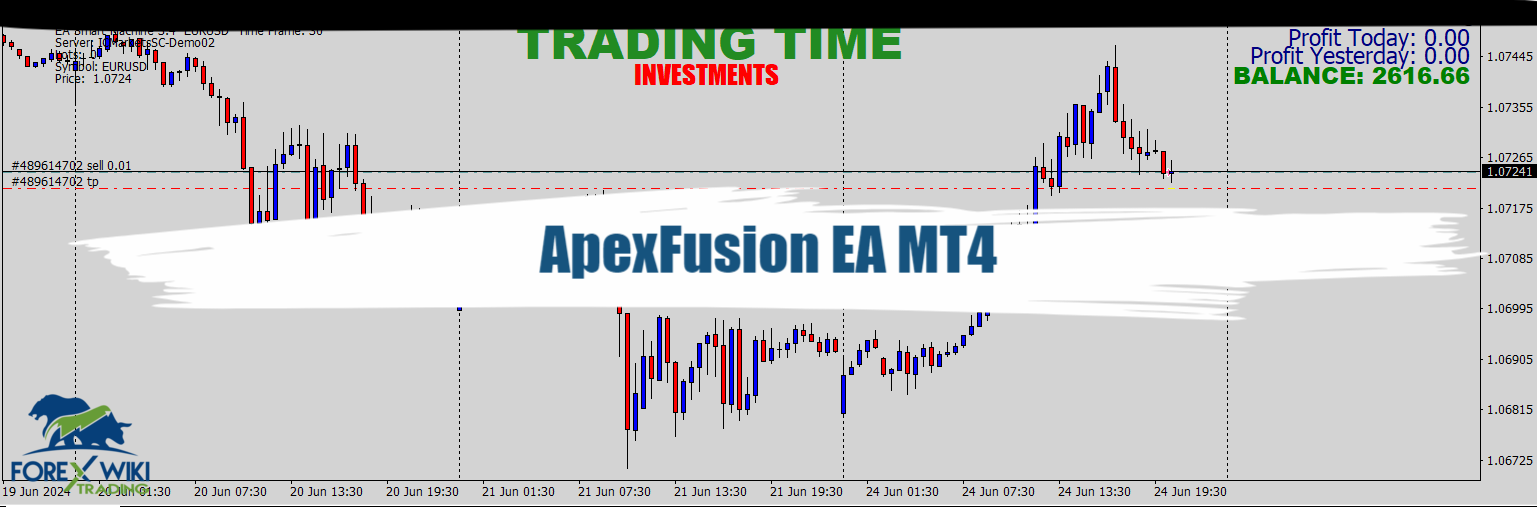 EA Smart Machine 3.4 EURUSD Time Frame: 30
Server: ICMarketsSC-Demo02
Lots: 0
Symbol: EURUSD
Price: 1.0724
TRADING TIME
INVESTMENTS
Profit Today: 0.00
Profit Yesterday: 0.00
BALANCE: 2616.66
#489614702 sell 0.01
#489614702 tp
1.07445
1.07355
1.07265
1.07241
1.07175
1.07085
1.06995
1.06905
1.06815
1.06725
ApexFusion EA MT4
FOREX WIKI
TRADING
19 Jun 2024
20 Jun 01:30
20 Jun 07:30
20 Jun 13:30
20 Jun 19:30
21 Jun 01:30
21 Jun 07:30
21 Jun 13:30
21 Jun 19:30
24 Jun 01:30
24 Jun 07:30
24 Jun 13:30
24 Jun 19:30